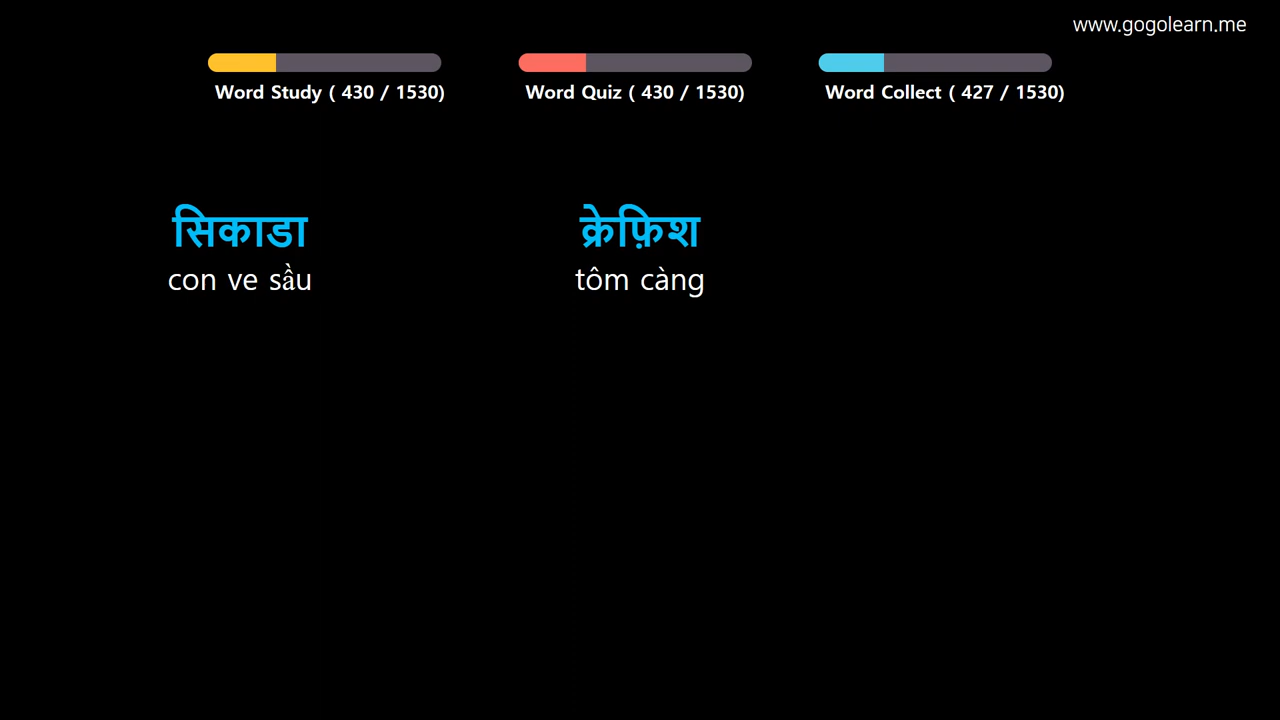 www.gogolearn.me
Word Study ( 430 / 1530)
Word Quiz ( 430 / 1530)
Word Collect ( 427 / 1530)
सिकाडा
con ve sầu
क्रेफ़िश
tôm càng